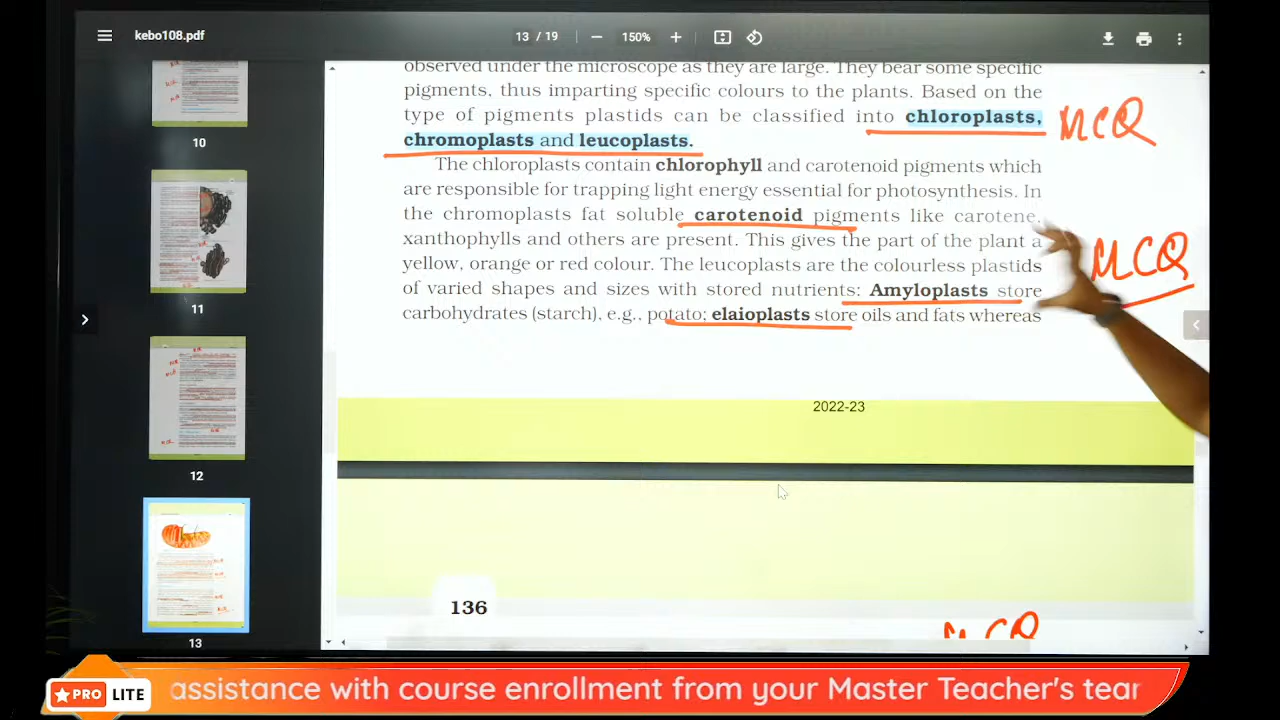 kebo108.pdf
13 / 19
150%
observed under the microscope as they are large. They bear some specific
pigments, thus imparting specific colours to the plants. Based on the
type of pigments plastids can be classified into chloroplasts,
chromoplasts and leucoplasts.
MCQ
The chloroplasts contain chlorophyll and carotenoid pigments which
are responsible for trapping light energy essential for photosynthesis. In
the chromoplasts fat soluble carotenoid pigments like carotene,
xanthophylls and others are present. This gives the part of the plant a
yellow, orange or red colour. The leucoplasts are the colourless plastids
of varied shapes and sizes with stored nutrients: Amyloplasts store
carbohydrates (starch), e.g., potato; elaioplasts store oils and fats whereas
MCQ
2022-23
136
MCQ
10
11
12
13
PRO LITE
assistance with course enrollment from your Master Teacher's tear